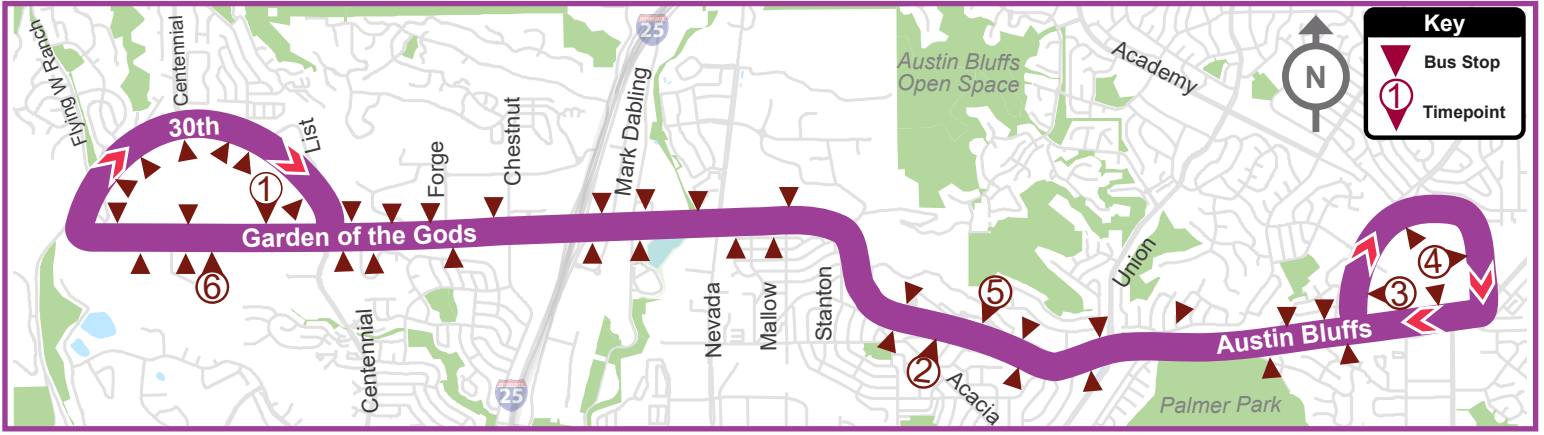 Flying W Ranch
Centennial
30th
List
1
Garden of the Gods
6
Centennial
Forge
Chestnut
25
25
Mark Dabling
Nevada
Mallow
Stanton
2
Acacia
5
Austin Bluffs
Open Space
Academy
Union
Austin Bluffs
Palmer Park
3
4
N
Key
Bus Stop
1
Timepoint